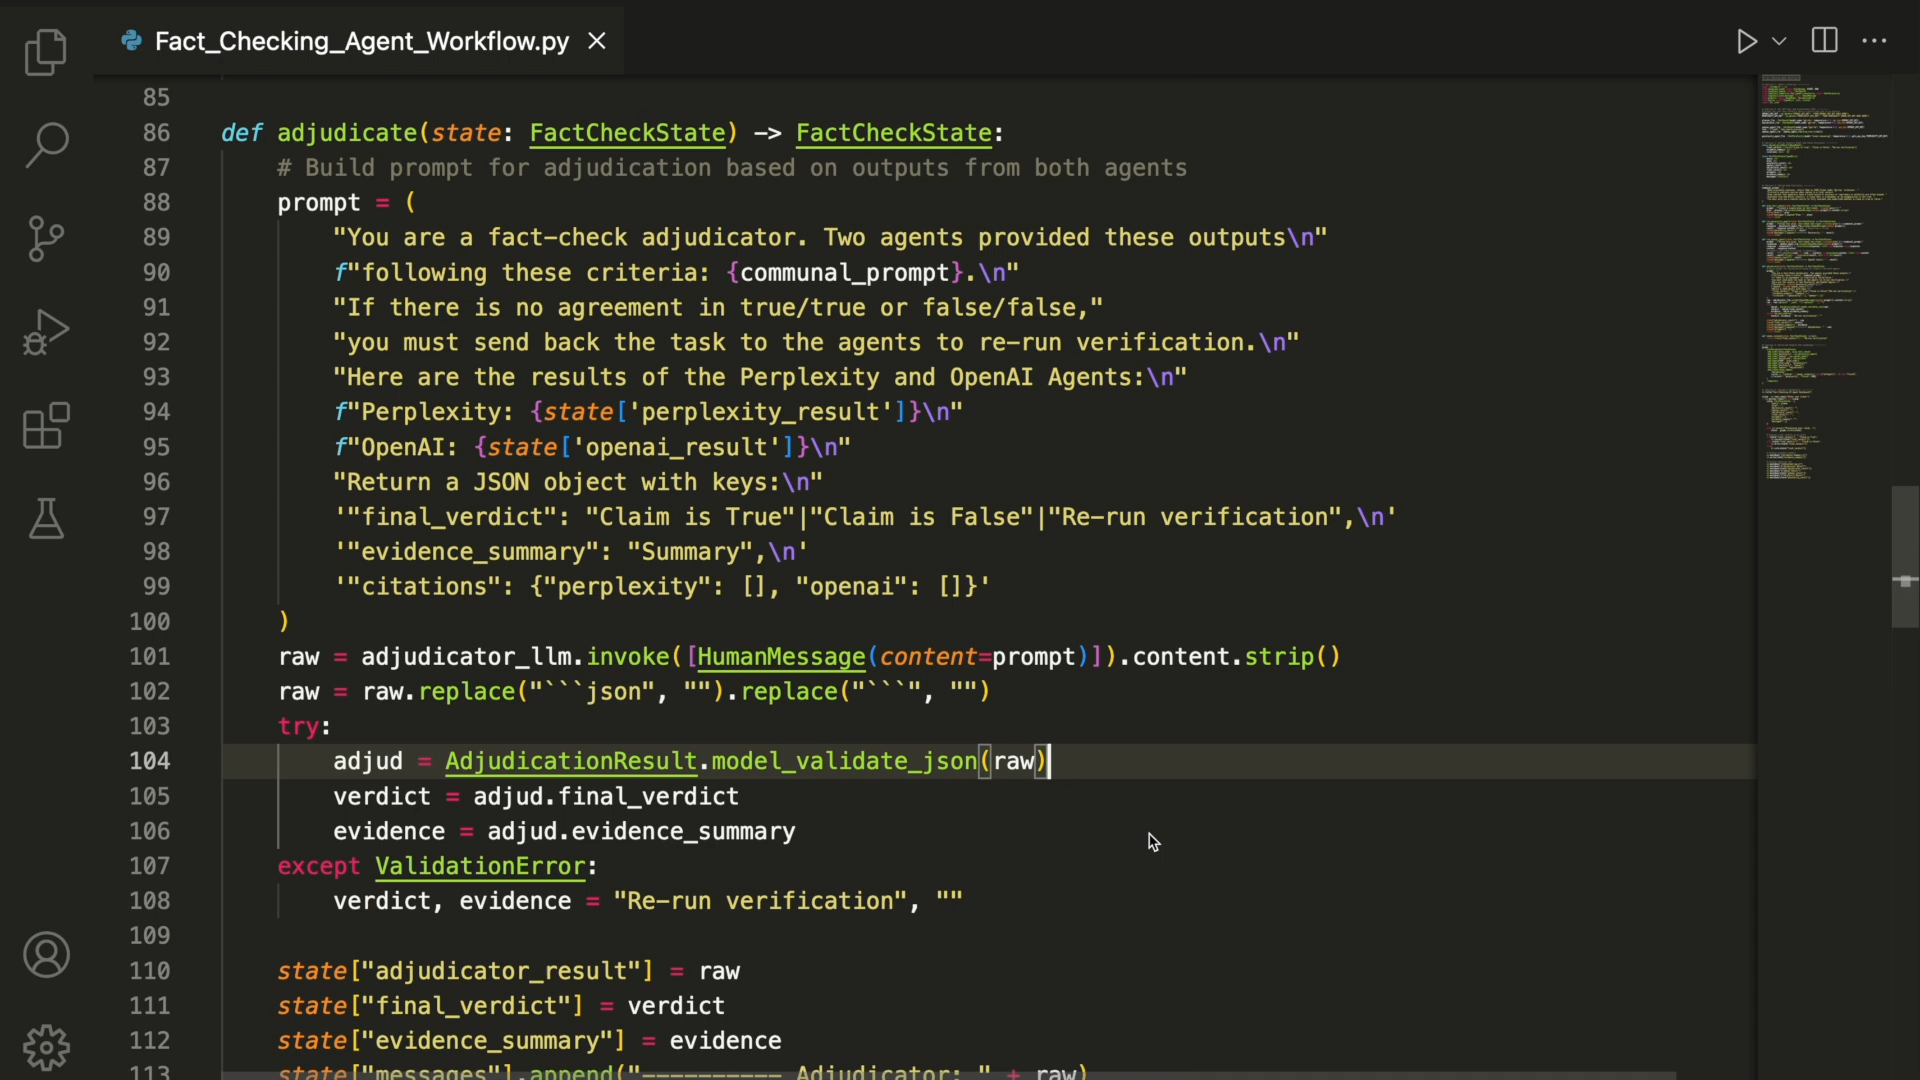 Fact_Checking_Agent_Workflow.py
85
86 def adjudicate(state: FactCheckState) -> FactCheckState:
87 # Build prompt for adjudication based on outputs from both agents
88 prompt = (
89 "You are a fact-check adjudicator. Two agents provided these outputs\n"
90 f"following these criteria: {communal_prompt}.\n"
91 "If there is no agreement in true/true or false/false,"
92 "you must send back the task to the agents to re-run verification.\n"
93 "Here are the results of the Perplexity and OpenAI Agents:\n"
94 f"Perplexity: {state['perplexity_result']}\n"
95 f"OpenAI: {state['openai_result']}\n"
96 "Return a JSON object with keys:\n"
97 '"final_verdict": "Claim is True"|"Claim is False"|"Re-run verification",\n'
98 '"evidence_summary": "Summary",\n'
99 '"citations": {"perplexity": [], "openai": []}'
100 )
101 raw = adjudicator_llm.invoke([HumanMessage(content=prompt)]).content.strip()
102 raw = raw.replace("```json", "").replace("```", "")
103 try:
104 adjud = AdjudicationResult.model_validate_json(raw)
105 verdict = adjud.final_verdict
106 evidence = adjud.evidence_summary
107 except ValidationError:
108 verdict, evidence = "Re-run verification", ""
109
110 state["adjudicator_result"] = raw
111 state["final_verdict"] = verdict
112 state["evidence_summary"] = evidence
113 state["messages"].append("---------- Adjudicator: " + raw)